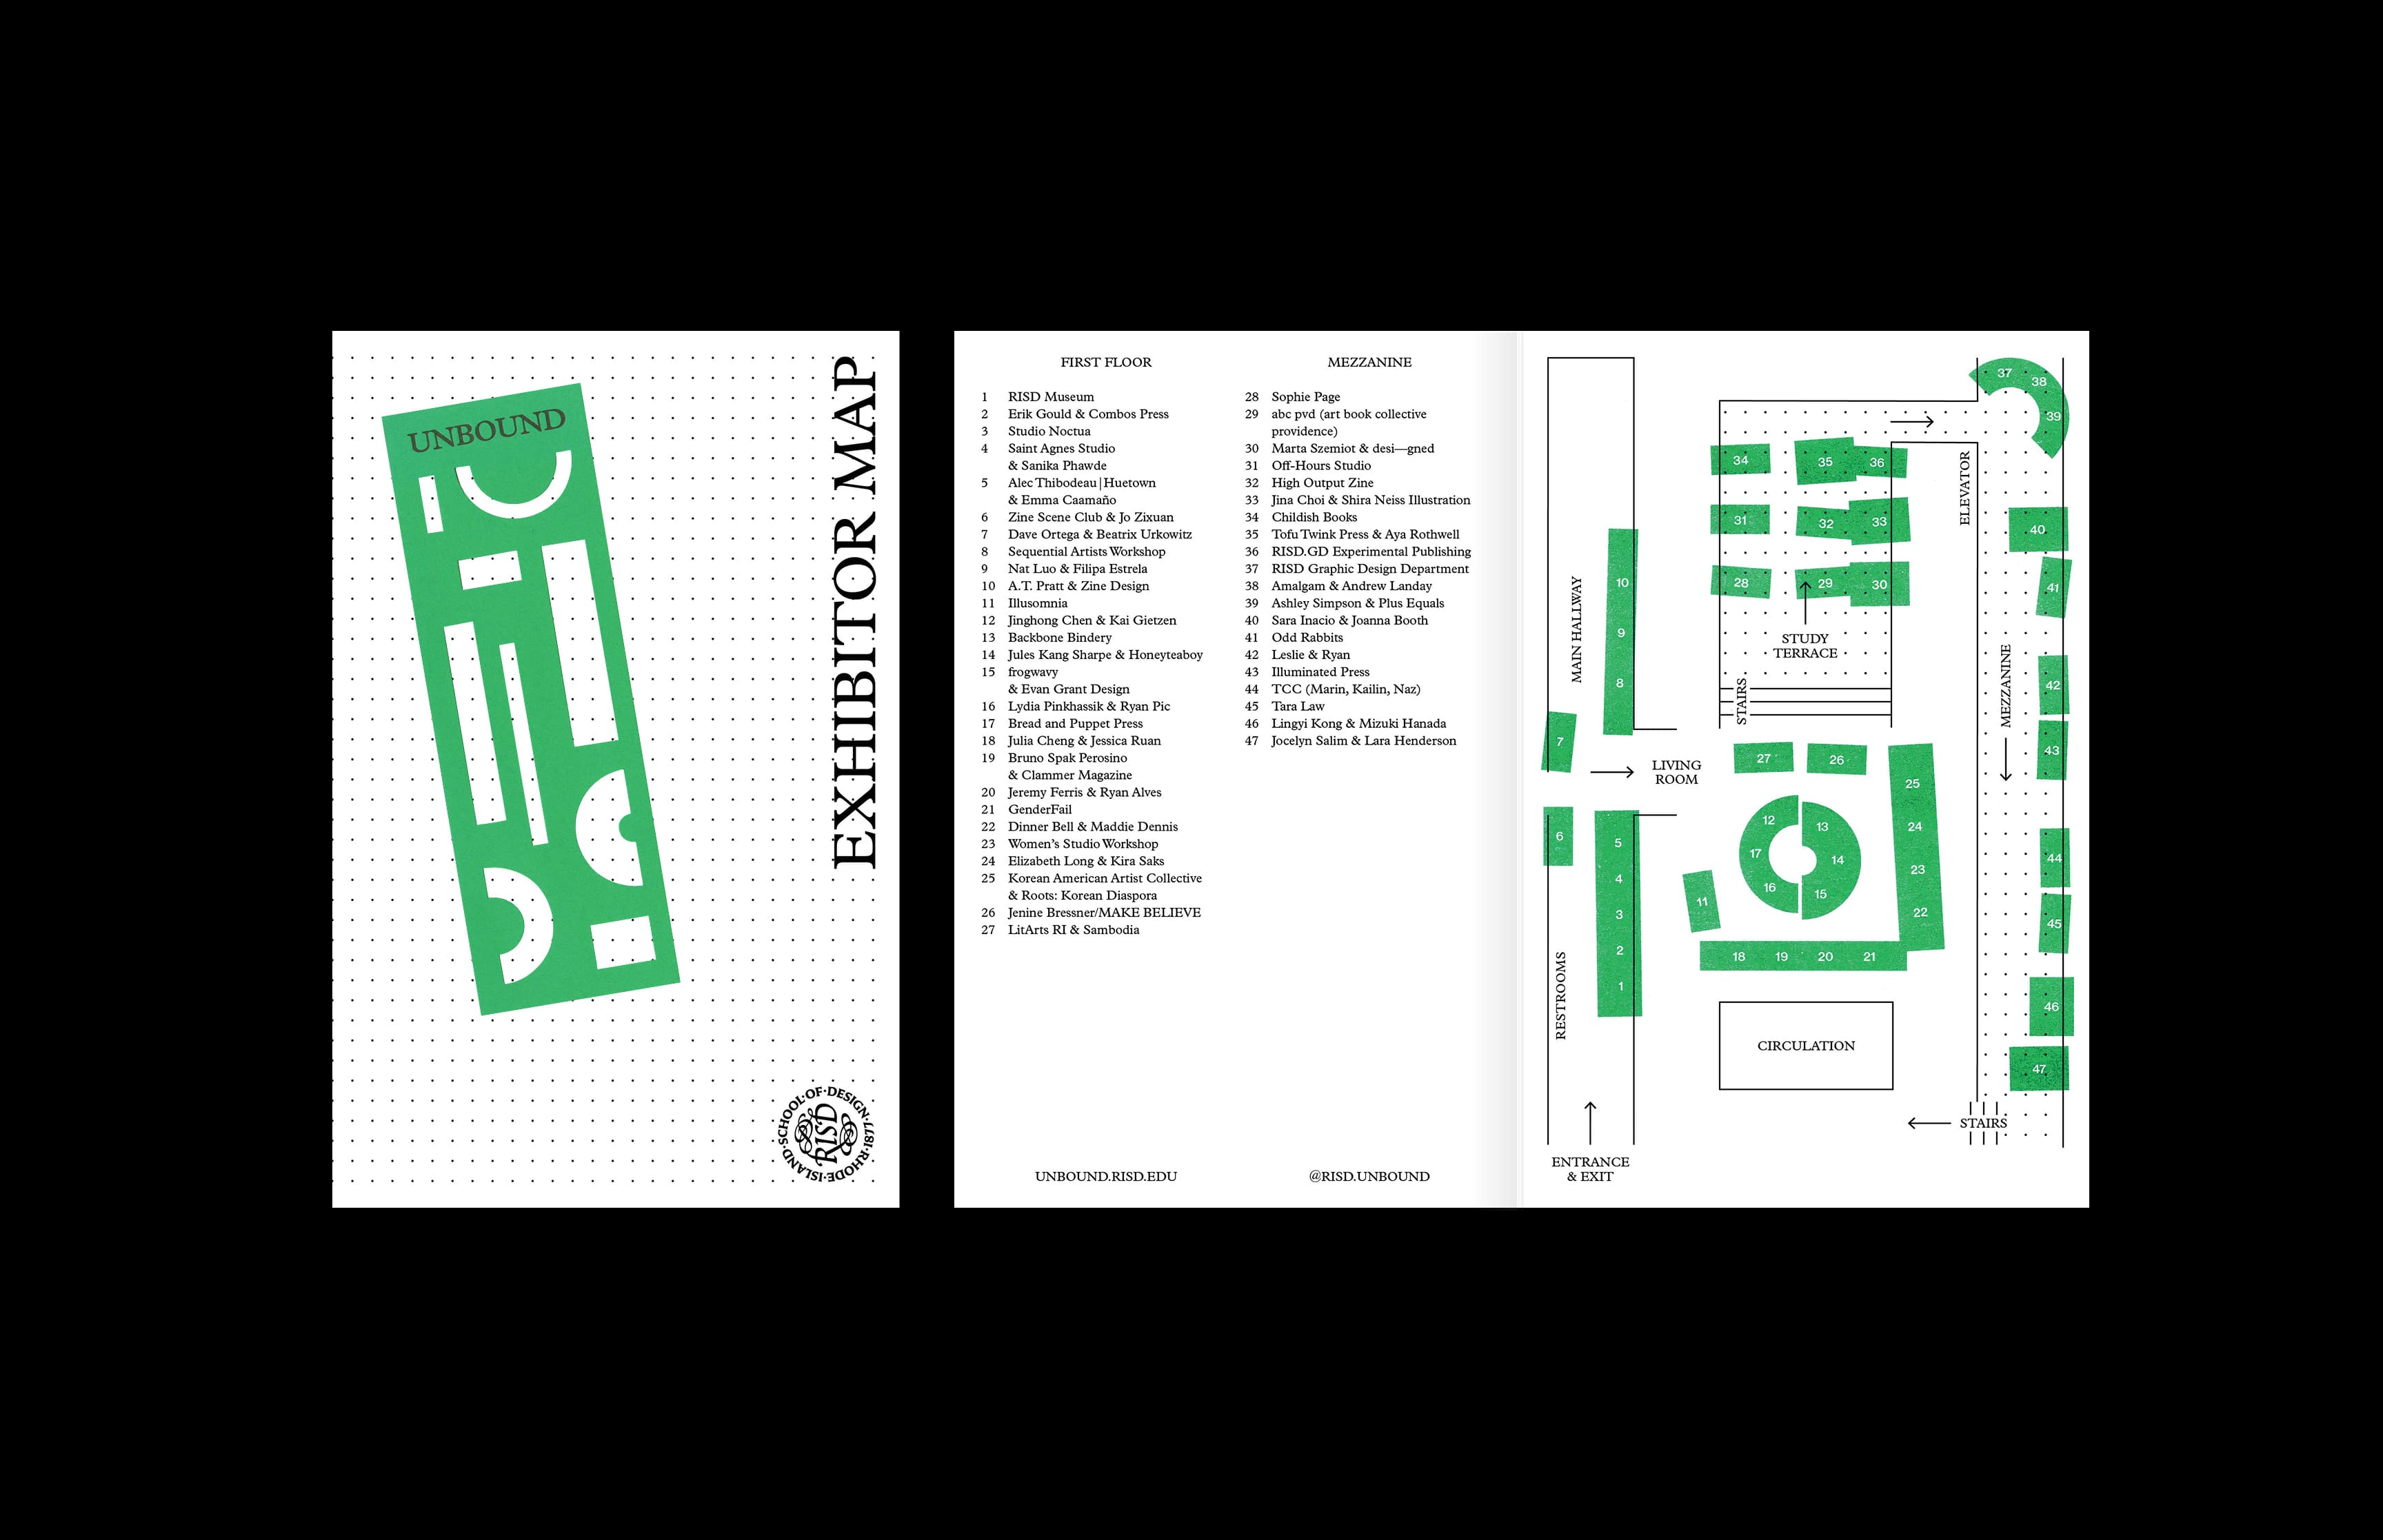 UNBOUND
EXHIBITOR MAP
RHODE·ISLAND·SCHOOL·OF·DESIGN·1877·
RISD
FIRST FLOOR
1 RISD Museum
2 Erik Gould & Combos Press
3 Studio Noctua
4 Saint Agnes Studio
& Sanika Phawde
5 Alec Thibodeau|Huetown
& Emma Caamaño
6 Zine Scene Club & Jo Zixuan
7 Dave Ortega & Beatrix Urkowitz
8 Sequential Artists Workshop
9 Nat Luo & Filipa Estrela
10 A.T. Pratt & Zine Design
11 Illusomnia
12 Jinghong Chen & Kai Gietzen
13 Backbone Bindery
14 Jules Kang Sharpe & Honeyteaboy
15 frogwavy
& Evan Grant Design
16 Lydia Pinkhassik & Ryan Pic
17 Bread and Puppet Press
18 Julia Cheng & Jessica Ruan
19 Bruno Spak Perosino
& Clammer Magazine
20 Jeremy Ferris & Ryan Alves
21 GenderFail
22 Dinner Bell & Maddie Dennis
23 Women’s Studio Workshop
24 Elizabeth Long & Kira Saks
25 Korean American Artist Collective
& Roots: Korean Diaspora
26 Jenine Bressner/MAKE BELIEVE
27 LitArts RI & Sambodia
UNBOUND.RISD.EDU
MEZZANINE
28 Sophie Page
29 abc pvd (art book collective
providence)
30 Marta Szemiot & desi—gned
31 Off-Hours Studio
32 High Output Zine
33 Jina Choi & Shira Neiss Illustration
34 Childish Books
35 Tofu Twink Press & Aya Rothwell
36 RISD.GD Experimental Publishing
37 RISD Graphic Design Department
38 Amalgam & Andrew Landay
39 Ashley Simpson & Plus Equals
40 Sara Inacio & Joanna Booth
41 Odd Rabbits
42 Leslie & Ryan
43 Illuminated Press
44 TCC (Marin, Kailin, Naz)
45 Tara Law
46 Lingyi Kong & Mizuki Hanada
47 Jocelyn Salim & Lara Henderson
@RISD.UNBOUND
MAIN HALLWAY
10
9
8
7
6
5
4
3
2
1
RESTROOMS
ENTRANCE
& EXIT
LIVING
ROOM
34
35
36
31
32
33
28
29
30
STUDY
TERRACE
STAIRS
27
26
12
13
17
14
16
15
11
25
24
23
22
18
19
20
21
CIRCULATION
ELEVATOR
37
38
39
40
41
MEZZANINE
42
43
44
45
46
47
STAIRS